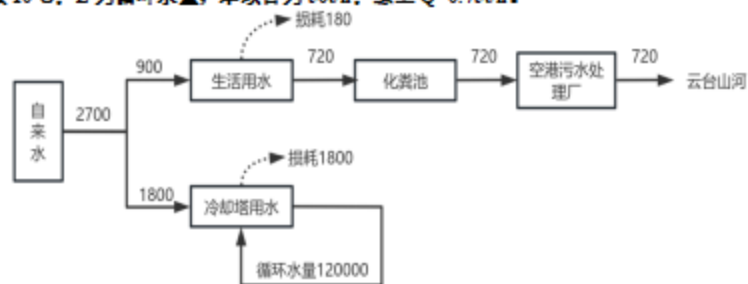 损耗180
900
生活用水
720
化粪池
720
空港污水处
理厂
720
云台山河
自
来
水
2700
损耗1800
1800
冷却塔用水
循环水量120000